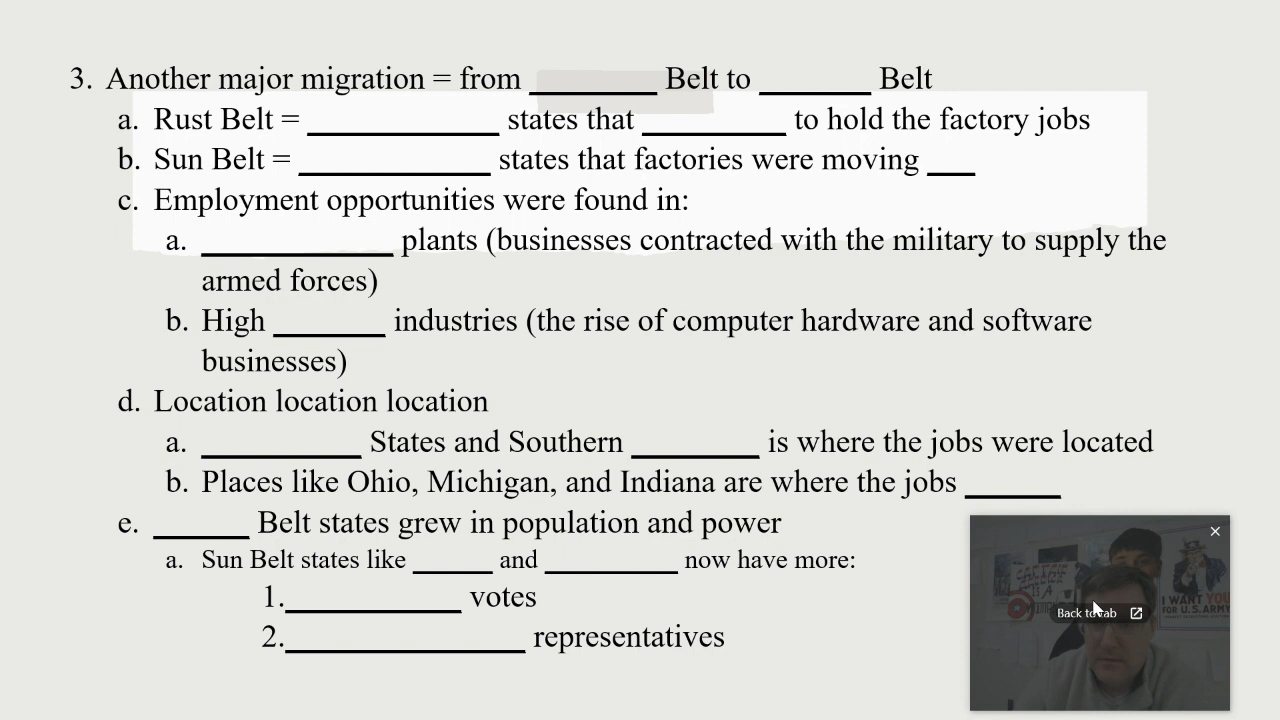 3. Another major migration = from ________ Belt to _______ Belt
a. Rust Belt = ____________ states that _________ to hold the factory jobs
b. Sun Belt = ____________ states that factories were moving ___
c. Employment opportunities were found in:
a. ____________ plants (businesses contracted with the military to supply the
armed forces)
b. High _______ industries (the rise of computer hardware and software
businesses)
d. Location location location
a. __________ States and Southern ________ is where the jobs were located
b. Places like Ohio, Michigan, and Indiana are where the jobs ______
e. ______ Belt states grew in population and power
a. Sun Belt states like ______ and __________ now have more:
1.___________ votes
2._______________ representatives
I WANT YOU
FOR U.S. ARMY
Back to tab